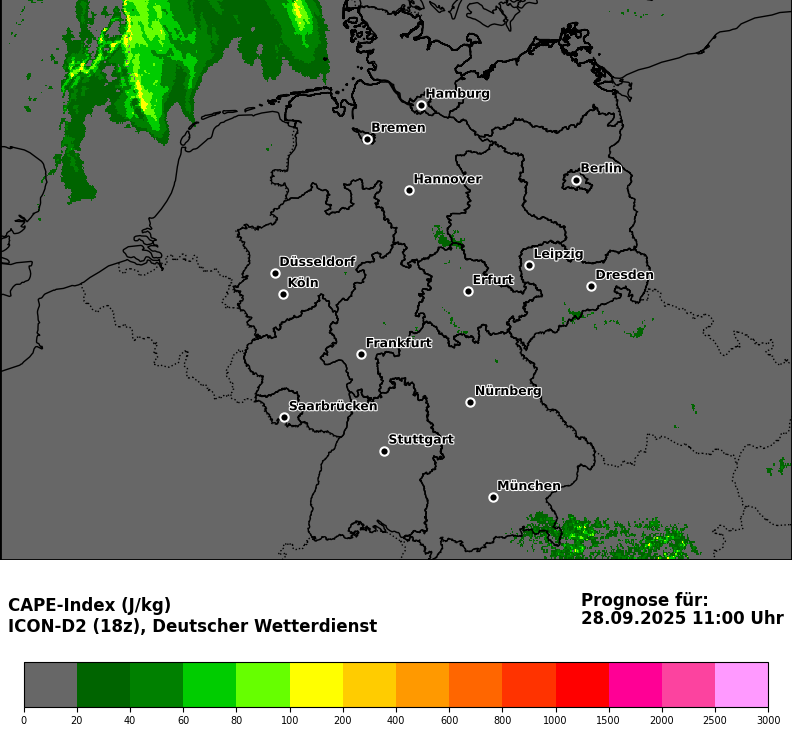 Hamburg
Bremen
Berlin
Hannover
Leipzig
Düsseldorf
Dresden
Köln
Erfurt
Frankfurt
Nürnberg
Saarbrücken
Stuttgart
München
CAPE-Index (J/kg)
ICON-D2 (18z), Deutscher Wetterdienst
Prognose für:
28.09.2025 11:00 Uhr
0 20 40 60 80 100 200 400 600 800 1000 1500 2000 2500 3000